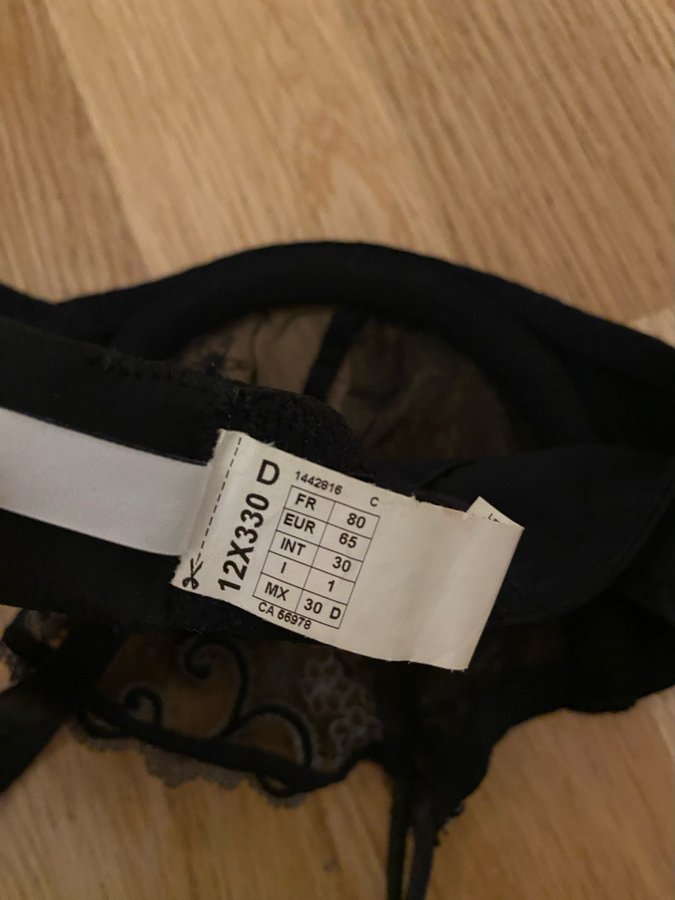 12X330 D
1442816 C
FR 80
EUR 65
INT 30
I 1
MX 30 D
CA 56978